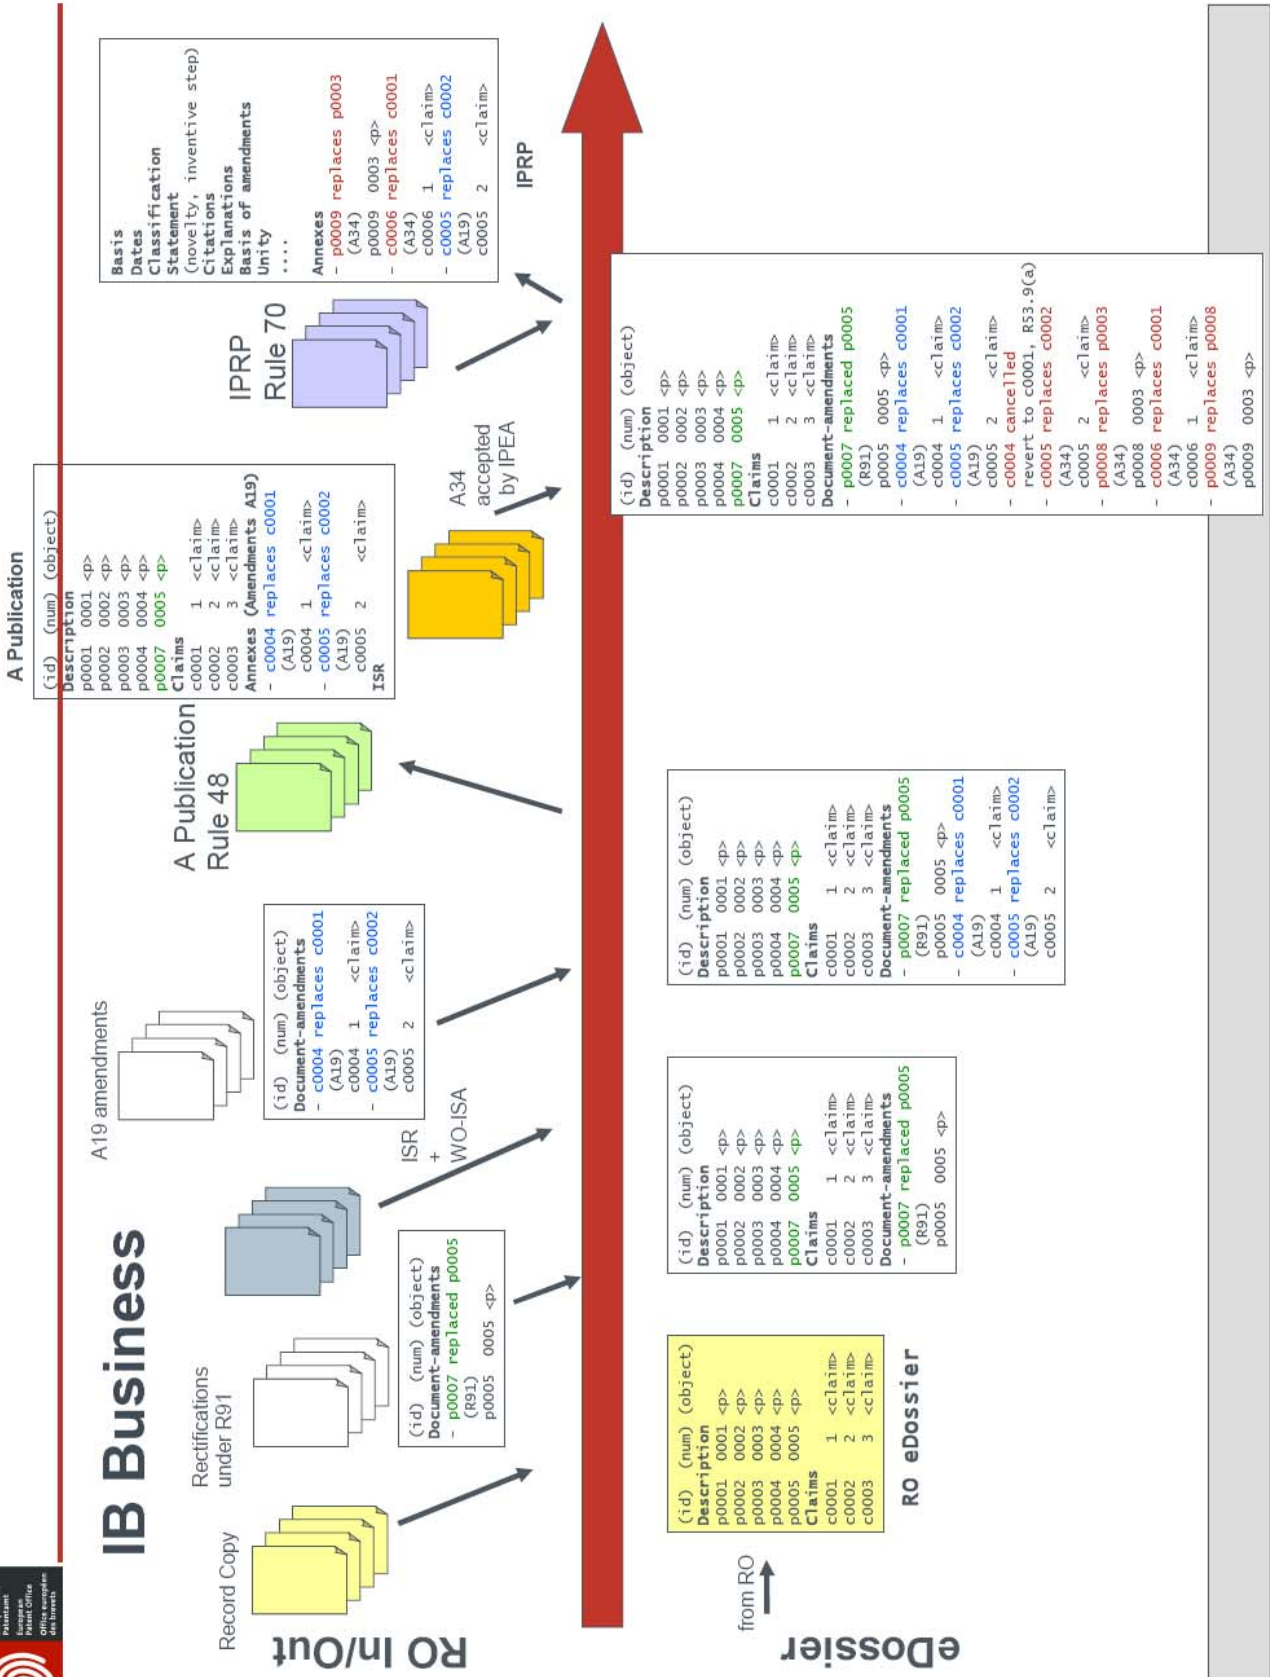 Patentamt
European
Patent Office
Office européen
des brevets
IB Business
RO In/Out
Record Copy
Rectifications
under R91
(id) (num) (object)
Document-amendments
- p0007 replaced p0005
(R91)
p0005 0005 <p>
ISR
+
WO-ISA
A19 amendments
(id) (num) (object)
Document-amendments
- c0004 replaces c0001
(A19)
c0004 1 <claim>
- c0005 replaces c0002
(A19)
c0005 2 <claim>
A Publication
Rule 48
A Publication
(id) (num) (object)
Description
p0001 0001 <p>
p0002 0002 <p>
p0003 0003 <p>
p0004 0004 <p>
p0007 0005 <p>
Claims
c0001 1 <claim>
c0002 2 <claim>
c0003 3 <claim>
Annexes (Amendments A19)
- c0004 replaces c0001
(A19)
c0004 1 <claim>
- c0005 replaces c0002
(A19)
c0005 2 <claim>
ISR
A34
accepted
by IPEA
IPRP
Rule 70
Basis
Dates
Classification
Statement
(novelty, inventive step)
Citations
Explanations
Basis of amendments
Unity
....
Annexes
- p0009 replaces p0003
(A34)
p0009 0003 <p>
- c0006 replaces c0001
(A34)
c0006 1 <claim>
- c0005 replaces c0002
(A19)
c0005 2 <claim>
IPRP
eDossier
from RO
(id) (num) (object)
Description
p0001 0001 <p>
p0002 0002 <p>
p0003 0003 <p>
p0004 0004 <p>
p0005 0005 <p>
Claims
c0001 1 <claim>
c0002 2 <claim>
c0003 3 <claim>
RO eDossier
(id) (num) (object)
Description
p0001 0001 <p>
p0002 0002 <p>
p0003 0003 <p>
p0004 0004 <p>
p0007 0005 <p>
Claims
c0001 1 <claim>
c0002 2 <claim>
c0003 3 <claim>
Document-amendments
- p0007 replaced p0005
(R91)
p0005 0005 <p>
(id) (num) (object)
Description
p0001 0001 <p>
p0002 0002 <p>
p0003 0003 <p>
p0004 0004 <p>
p0007 0005 <p>
Claims
c0001 1 <claim>
c0002 2 <claim>
c0003 3 <claim>
Document-amendments
- p0007 replaced p0005
(R91)
p0005 0005 <p>
- c0004 replaces c0001
(A19)
c0004 1 <claim>
- c0005 replaces c0002
(A19)
c0005 2 <claim>
(id) (num) (object)
Description
p0001 0001 <p>
p0002 0002 <p>
p0003 0003 <p>
p0004 0004 <p>
p0007 0005 <p>
Claims
c0001 1 <claim>
c0002 2 <claim>
c0003 3 <claim>
Document-amendments
- p0007 replaced p0005
(R91)
p0005 0005 <p>
- c0004 replaces c0001
(A19)
c0004 1 <claim>
- c0005 replaces c0002
(A19)
c0005 2 <claim>
- c0004 cancelled
revert to c0001, R53.9(a)
- c0005 replaces c0002
(A34)
c0005 2 <claim>
- p0008 replaces p0003
(A34)
p0008 0003 <p>
- c0006 replaces c0001
(A34)
c0006 1 <claim>
- p0009 replaces p0008
(A34)
p0009 0003 <p>